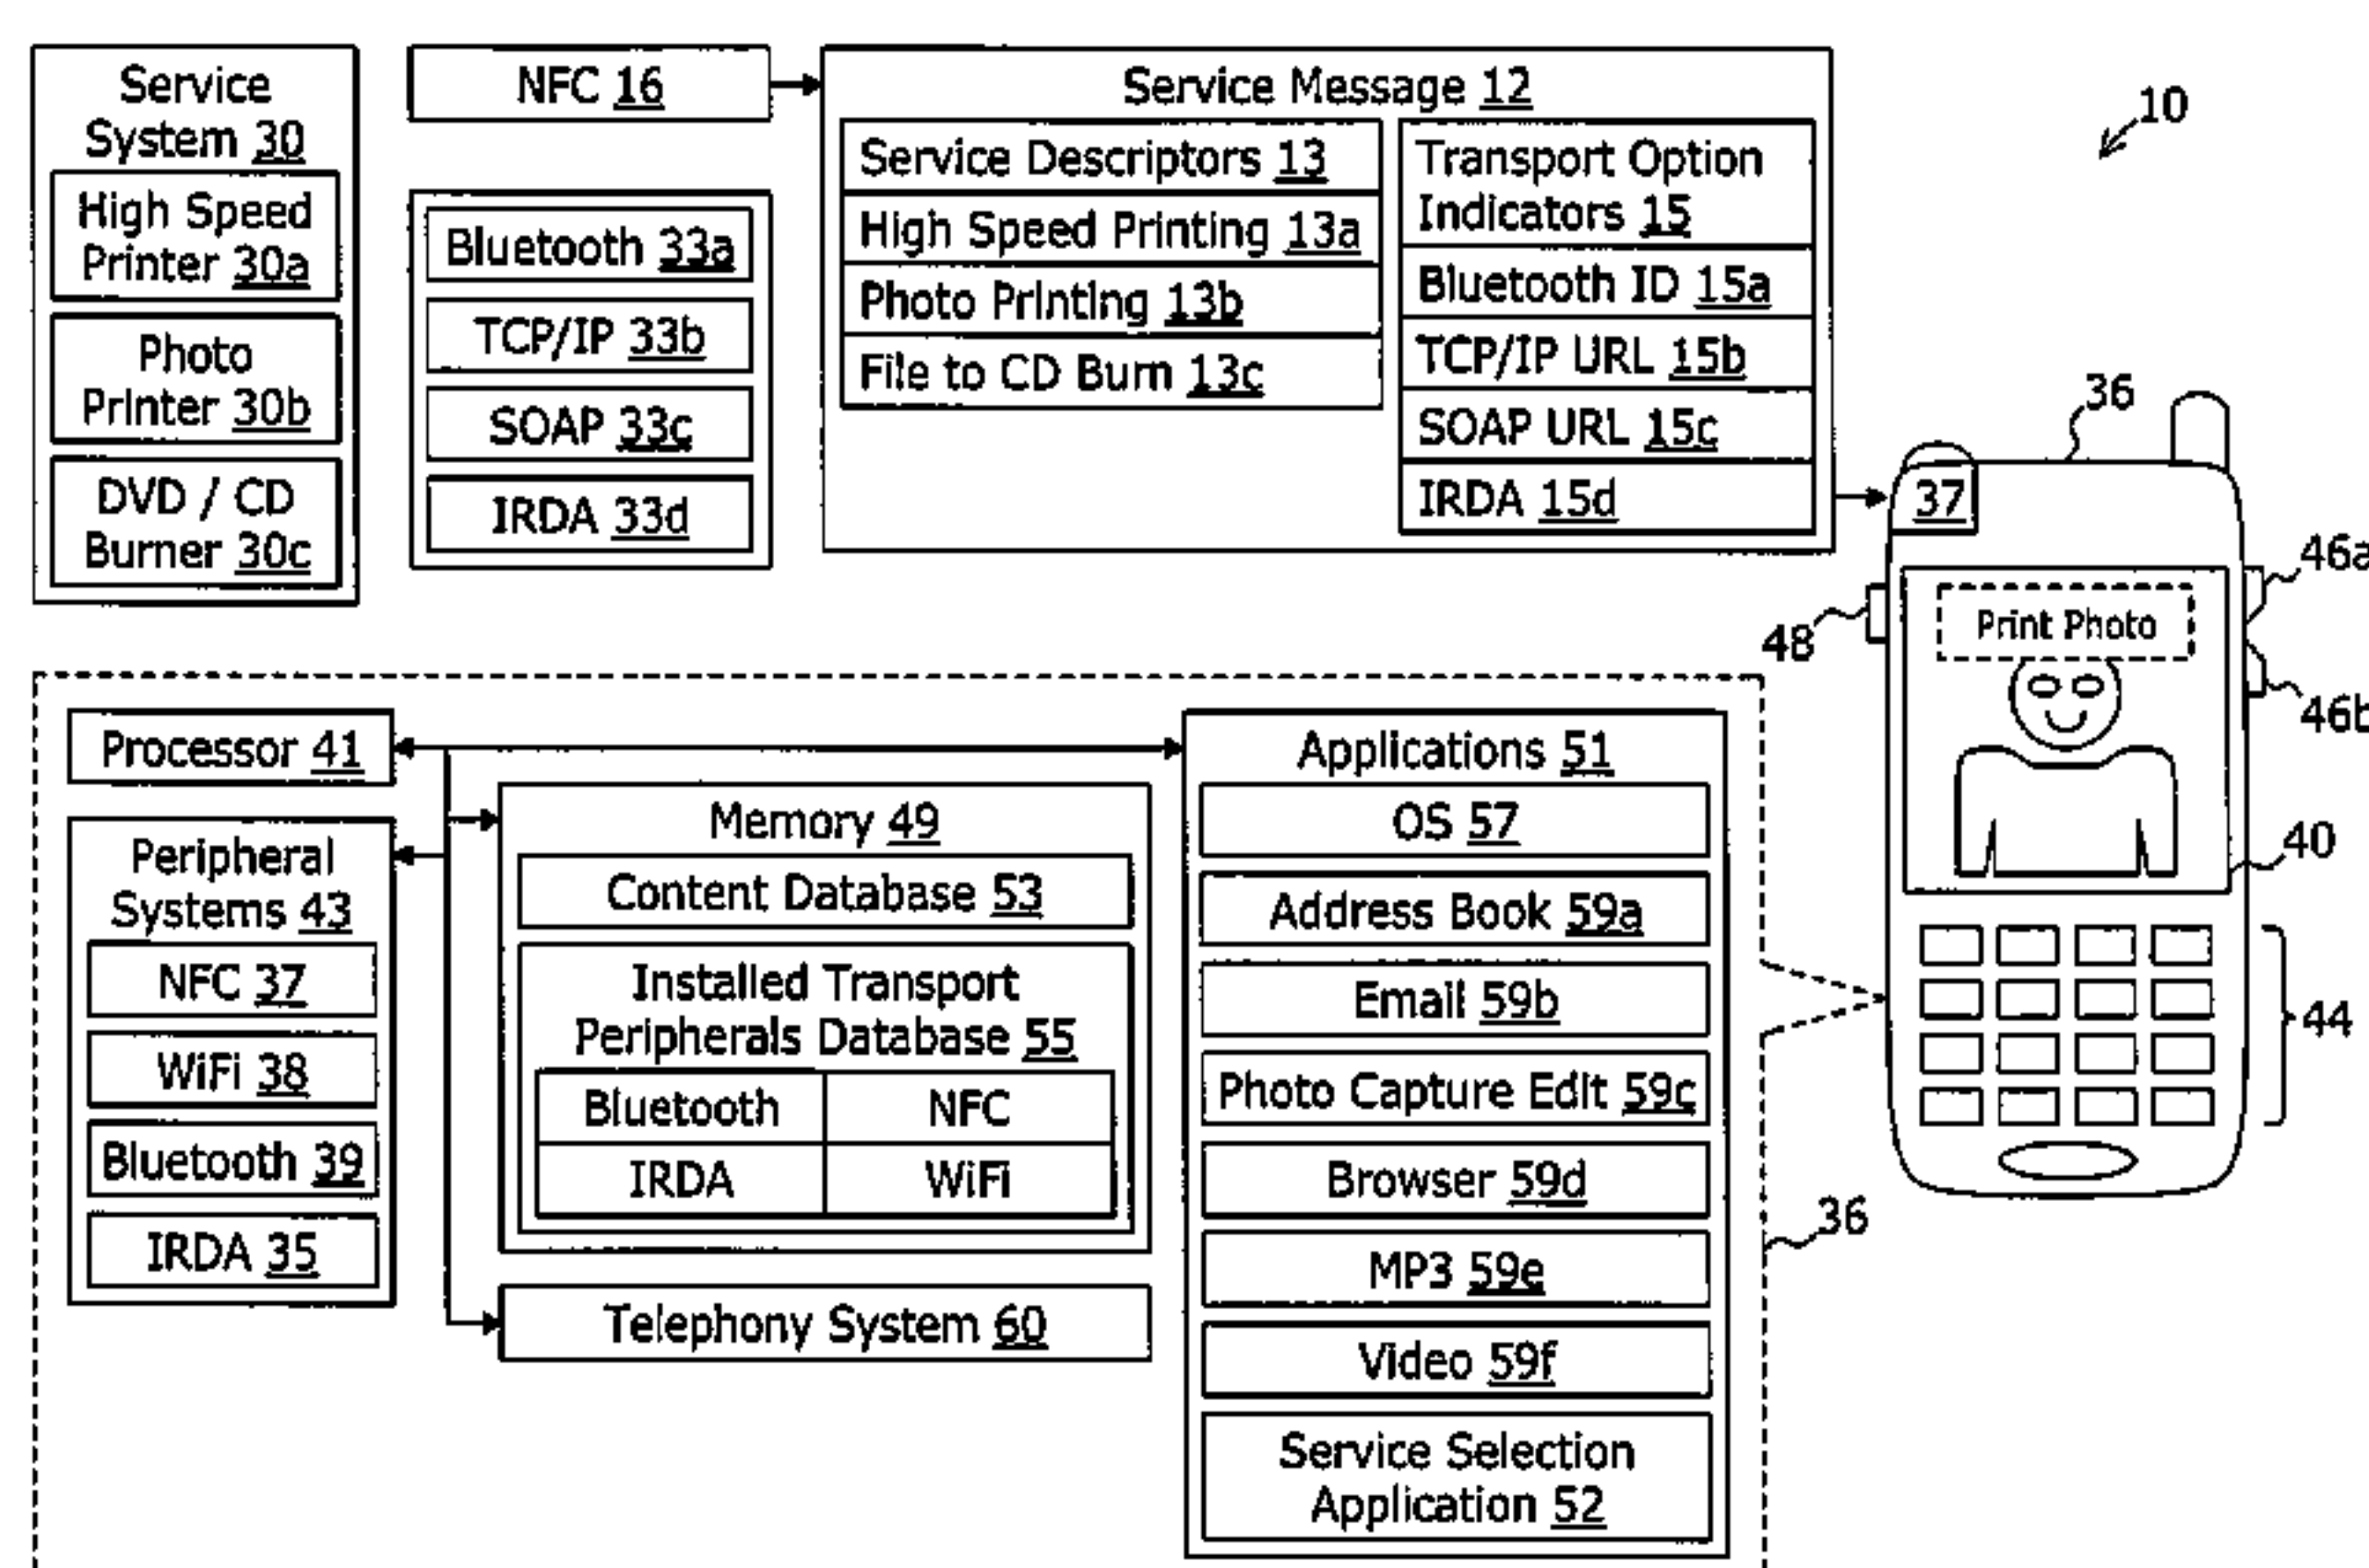 Service
System 30
High Speed
Printer 30a
Photo
Printer 30b
DVD / CD
Burner 30c
NFC 16
Bluetooth 33a
TCP/IP 33b
SOAP 33c
IRDA 33d
Service Message 12
Service Descriptors 13
High Speed Printing 13a
Photo Printing 13b
File to CD Burn 13c
Transport Option
Indicators 15
Bluetooth ID 15a
TCP/IP URL 15b
SOAP URL 15c
IRDA 15d
10
36
37
46a
48
Print Photo
46b
40
44
36
Processor 41
Peripheral
Systems 43
NFC 37
WiFi 38
Bluetooth 39
IRDA 35
Memory 49
Content Database 53
Installed Transport
Peripherals Database 55
Bluetooth NFC
IRDA WiFi
Telephony System 60
Applications 51
OS 57
Address Book 59a
Email 59b
Photo Capture Edit 59c
Browser 59d
MP3 59e
Video 59f
Service Selection
Application 52